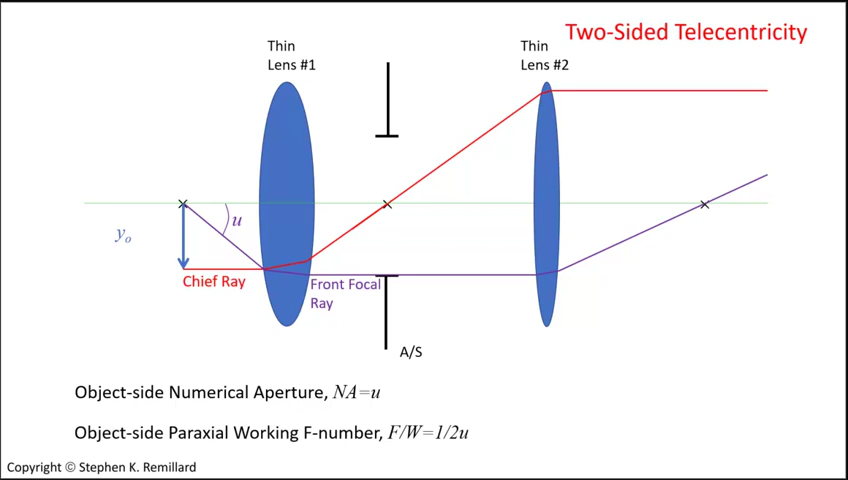 Two-Sided Telecentricity
Thin
Lens #1
Thin
Lens #2
u
yₒ
Chief Ray
Front Focal
Ray
A/S
Object-side Numerical Aperture, NA=u
Object-side Paraxial Working F-number, F/W=1/2u
Copyright © Stephen K. Remillard